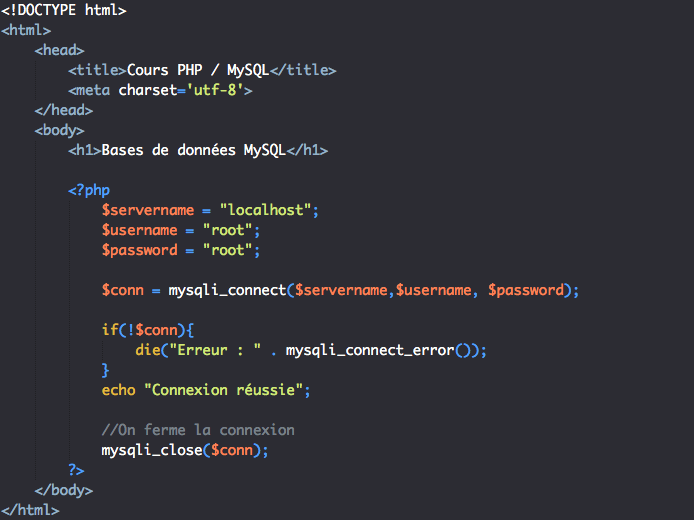 <!DOCTYPE html>
<html>
<head>
<title>Cours PHP / MySQL</title>
<meta charset='utf-8'>
</head>
<body>
<h1>Bases de données MySQL</h1>
<?php
$servername = "localhost";
$username = "root";
$password = "root";
$conn = mysqli_connect($servername,$username, $password);
if(!$conn){
die("Erreur : " . mysqli_connect_error());
}
echo "Connexion réussie";
//On ferme la connexion
mysqli_close($conn);
?>
</body>
</html>